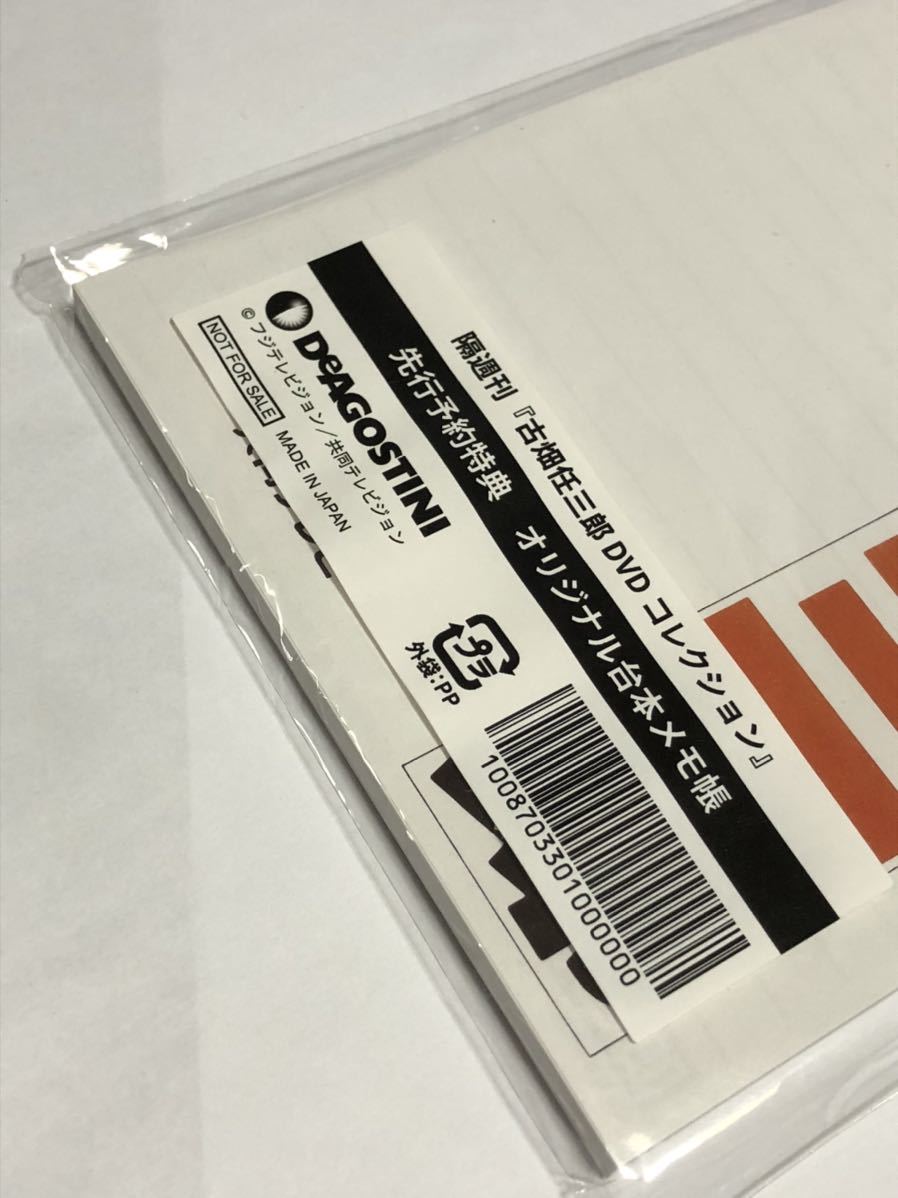 隔週刊『古畑任三郎 DVD コレクション』
先行予約特典　オリジナル台本メモ帳
DeAGOSTINI
© フジテレビジョン/共同テレビジョン
NOT FOR SALE MADE IN JAPAN
プラ
外袋:PP
1008703301000000